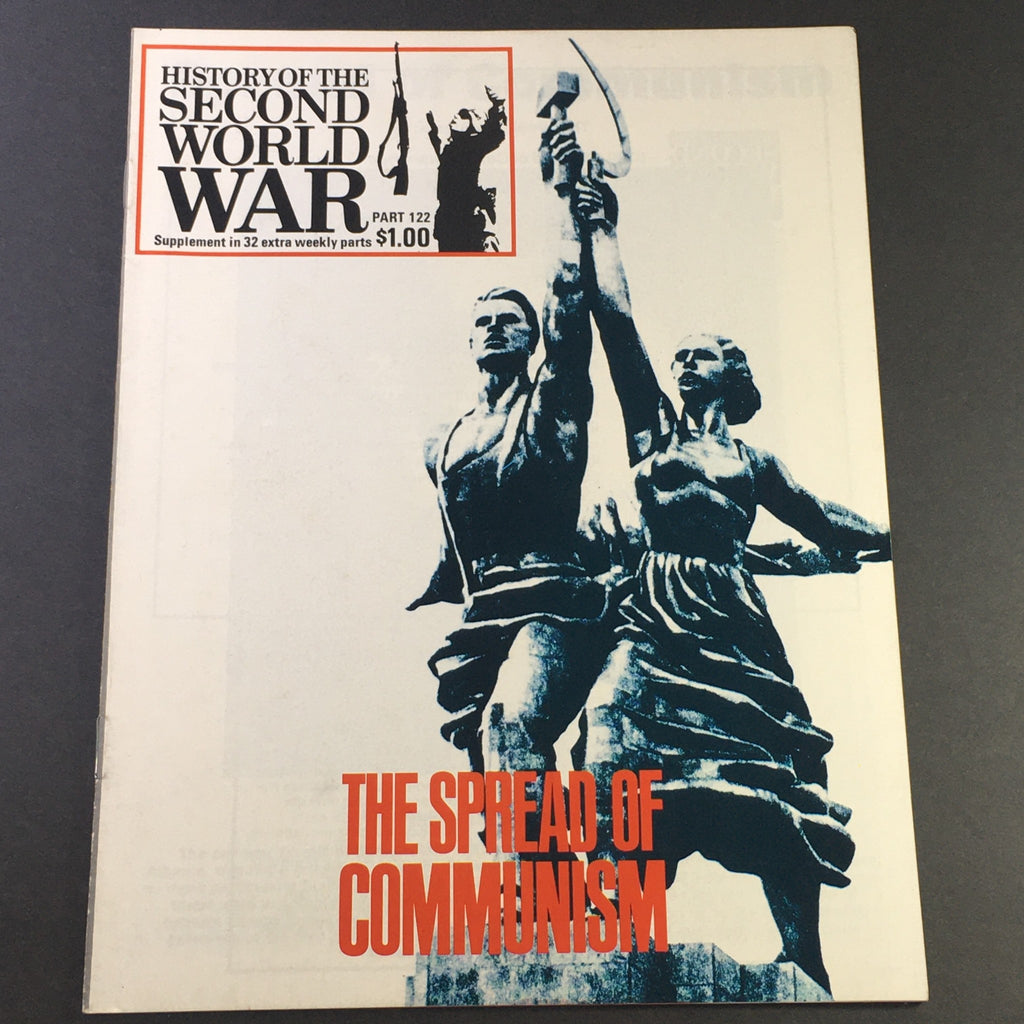 HISTORY OF THE
SECOND
WORLD
WAR
PART 122
Supplement in 32 extra weekly parts $1.00
THE SPREAD OF
COMMUNISM